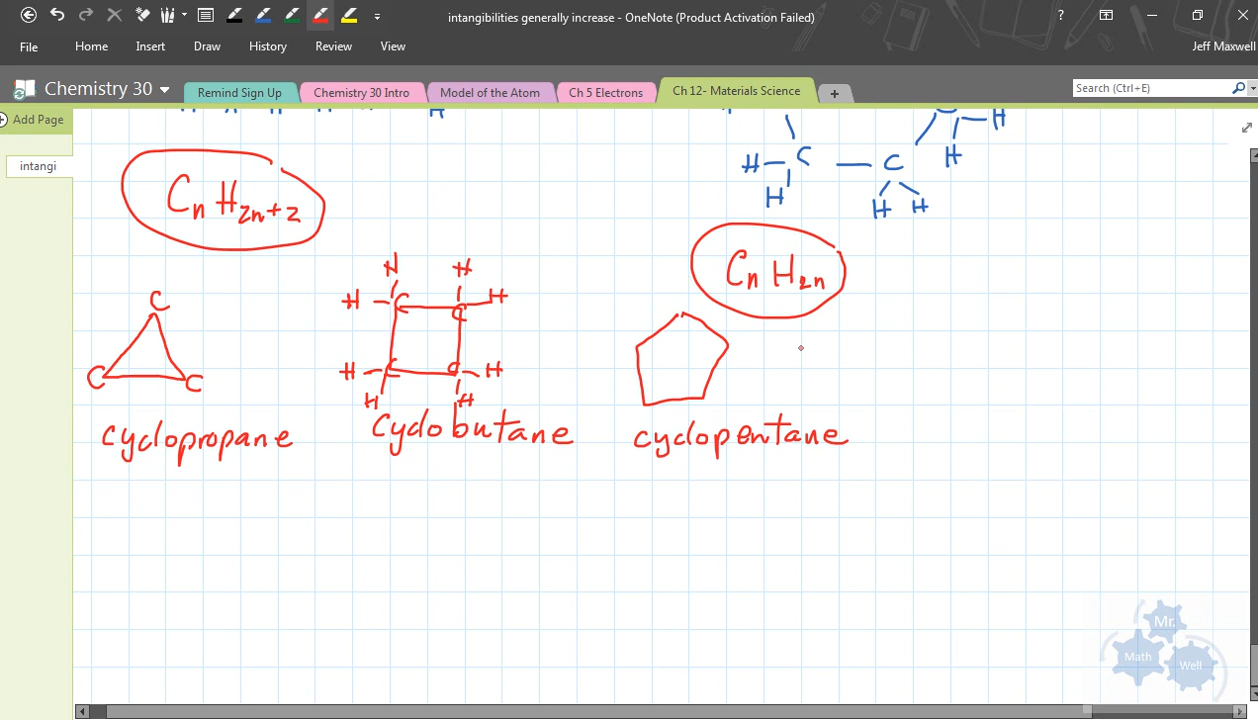 intangibilities generally increase - OneNote (Product Activation Failed)
?
File
Home
Insert
Draw
History
Review
View
Jeff Maxwell
Chemistry 30
Remind Sign Up
Chemistry 30 Intro
Model of the Atom
Ch 5 Electrons
Ch 12- Materials Science
+
Search (Ctrl+E)
+ Add Page
intangi
H
H
H C C H
H H H
CₙH₂ₙ₊₂
CₙH₂ₙ
H H
H C C H
C
H C C H
C C
H H
cyclopropane
cyclobutane
cyclopentane
Mr.
Math
Well